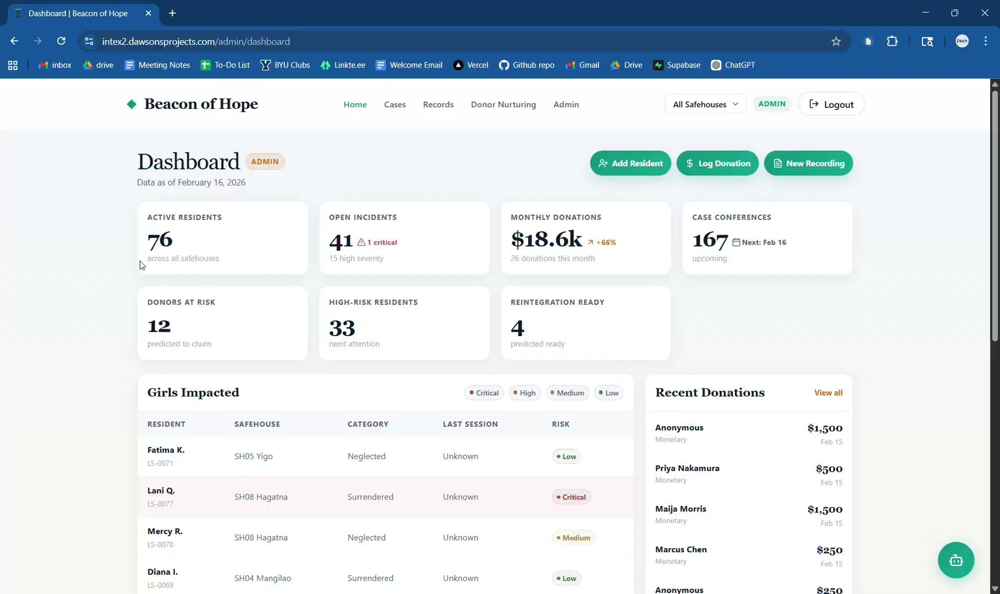 Dashboard | Beacon of Hope
intex2.dawsonsprojects.com/admin/dashboard
PMA
inbox drive Meeting Notes To-Do List BYU Clubs Linkte.ee Welcome Email Vercel Github repo Gmail Drive Supabase ChatGPT
Beacon of Hope Home Cases Records Donor Nurturing Admin All Safehouses ADMIN Logout
Dashboard ADMIN
Data as of February 16, 2026
Add Resident $ Log Donation New Recording
ACTIVE RESIDENTS
76
across all safehouses
OPEN INCIDENTS
41 1 critical
15 high severity
MONTHLY DONATIONS
$18.6k +66%
26 donations this month
CASE CONFERENCES
167 Next: Feb 16
upcoming
DONORS AT RISK
12
predicted to churn
HIGH-RISK RESIDENTS
33
need attention
REINTEGRATION READY
4
predicted ready
Girls Impacted Critical High Medium Low
RESIDENT SAFEHOUSE CATEGORY LAST SESSION RISK
Fatima K.
LS-0071
SH05 Yigo Neglected Unknown Low
Lani Q.
LS-0077
SH08 Hagatna Surrendered Unknown Critical
Mercy R.
LS-0078
SH08 Hagatna Neglected Unknown Medium
Diana I.
LS-0069
SH04 Mangilao Surrendered Unknown Low
Recent Donations View all
Anonymous $1,500
Monetary Feb 15
Priya Nakamura $500
Monetary Feb 15
Maija Morris $1,500
Monetary Feb 15
Marcus Chen $250
Monetary Feb 15
Anonymous $250